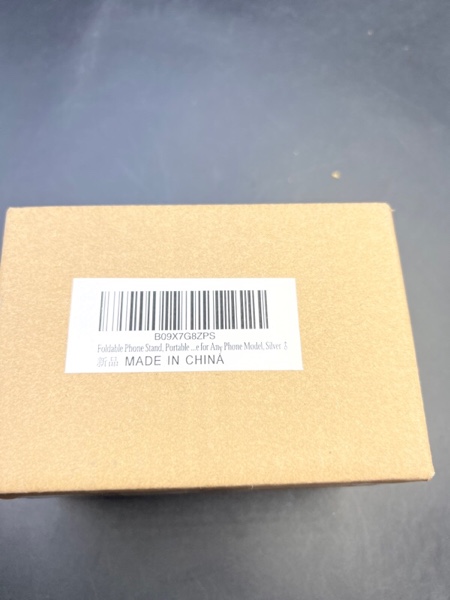 B09X7G8ZPS
Foldable Phone Stand, Portable ...e for Any Phone Model, Silver
新品 MADE IN CHINA